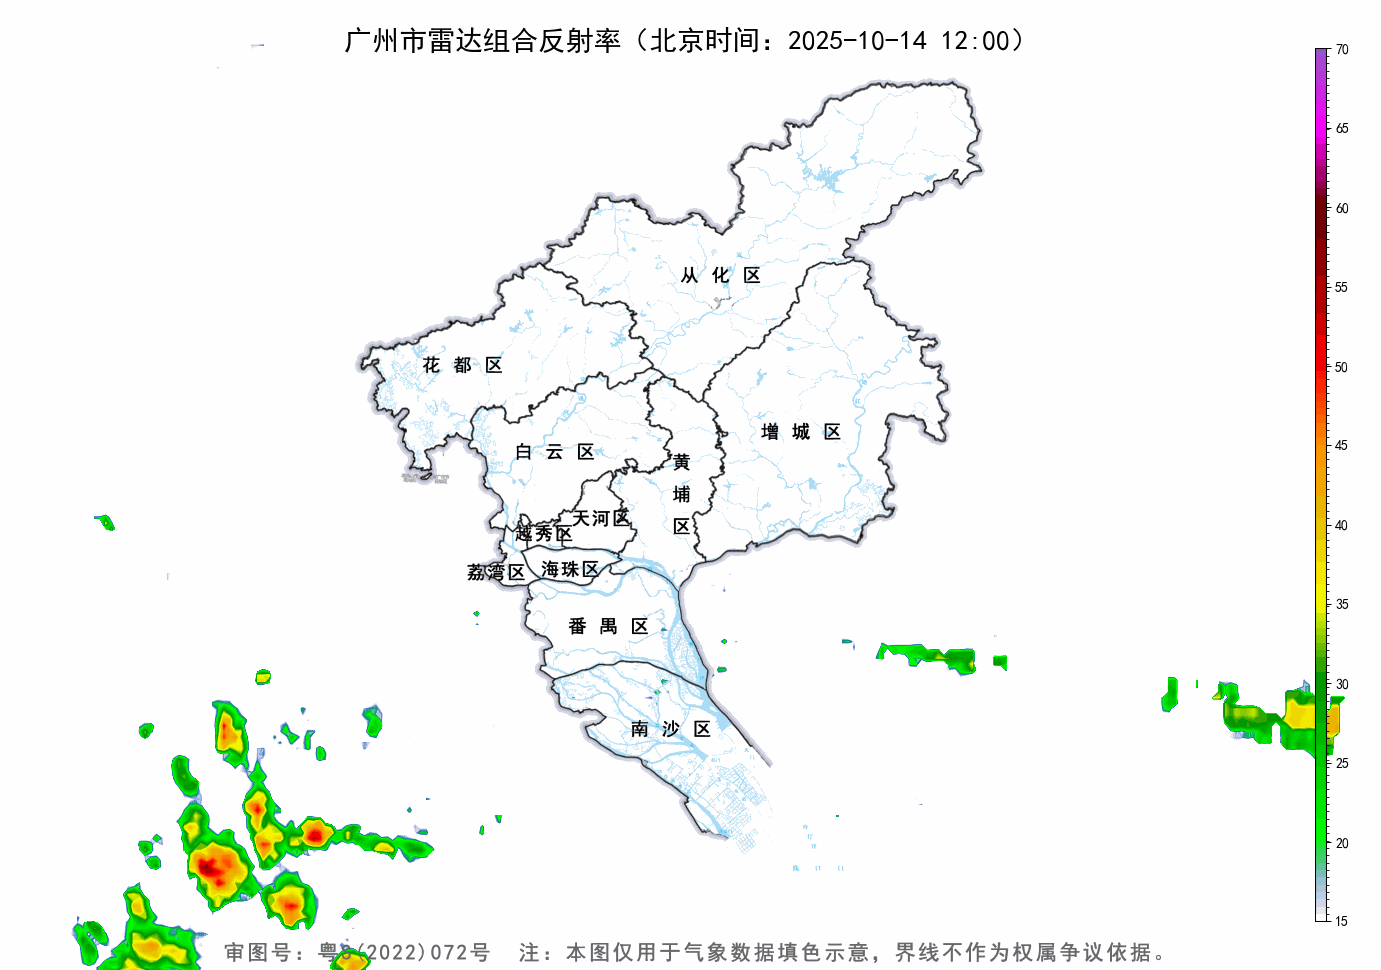 广州市雷达组合反射率（北京时间：2025-10-14 12:00）
70
65
60
55
50
45
40
35
30
25
20
15
从化区
花都区
增城区
白云区
黄埔区
天河区
越秀区
荔湾区
海珠区
番禺区
南沙区
审图号：粤S(2022)072号 注：本图仅用于气象数据填色示意，界线不作为权属争议依据。